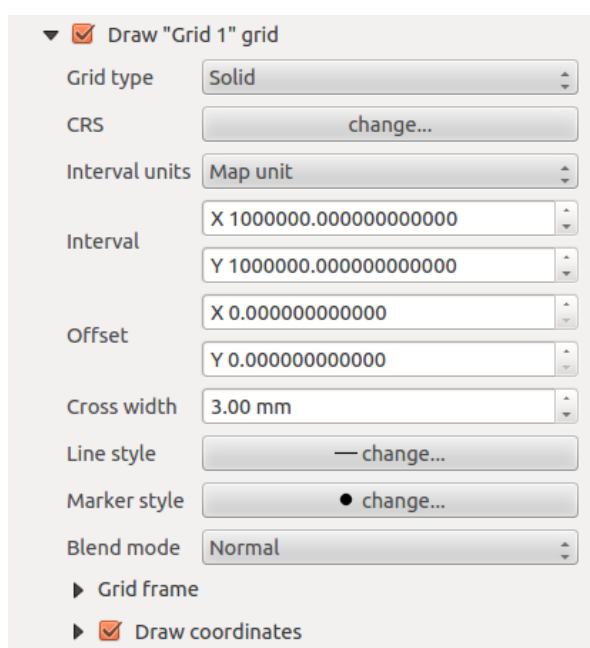 Draw "Grid 1" grid
Grid type Solid
CRS change...
Interval units Map unit
Interval
X 1000000.000000000000
Y 1000000.000000000000
Offset
X 0.000000000000
Y 0.000000000000
Cross width 3.00 mm
Line style change...
Marker style change...
Blend mode Normal
Grid frame
Draw coordinates